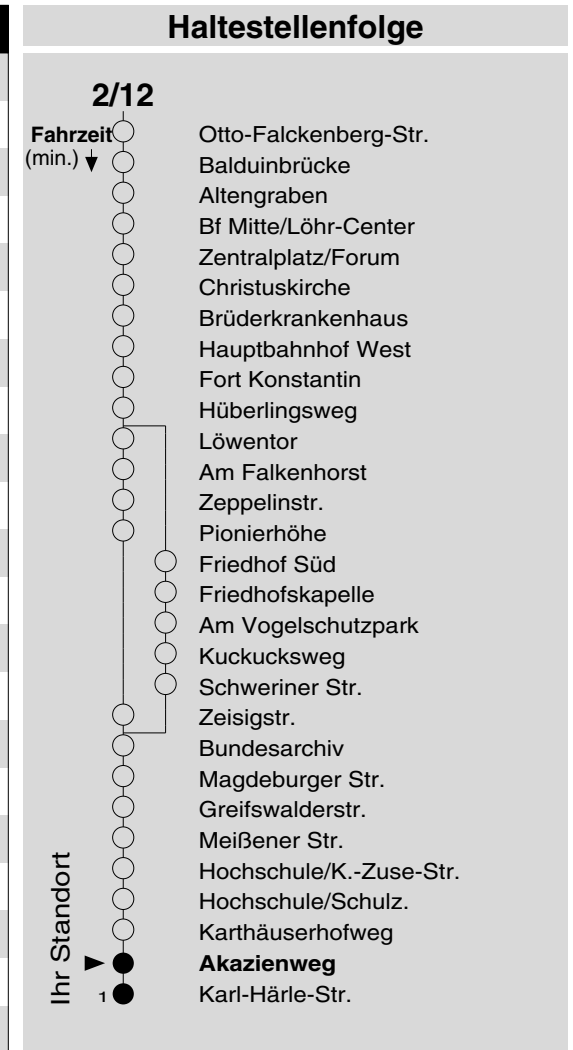 Haltestellenfolge
2/12
Fahrzeit
(min.)
Otto-Falckenberg-Str.
Balduinbrücke
Altengraben
Bf Mitte/Löhr-Center
Zentralplatz/Forum
Christuskirche
Brüderkrankenhaus
Hauptbahnhof West
Fort Konstantin
Hüberlingsweg
Löwentor
Am Falkenhorst
Zeppelinstr.
Pionierhöhe
Friedhof Süd
Friedhofskapelle
Am Vogelschutzpark
Kuckucksweg
Schweriner Str.
Zeisigstr.
Bundesarchiv
Magdeburger Str.
Greifswalderstr.
Meißener Str.
Hochschule/K.-Zuse-Str.
Hochschule/Schulz.
Karthäuserhofweg
Ihr Standort
Akazienweg
1 Karl-Härle-Str.